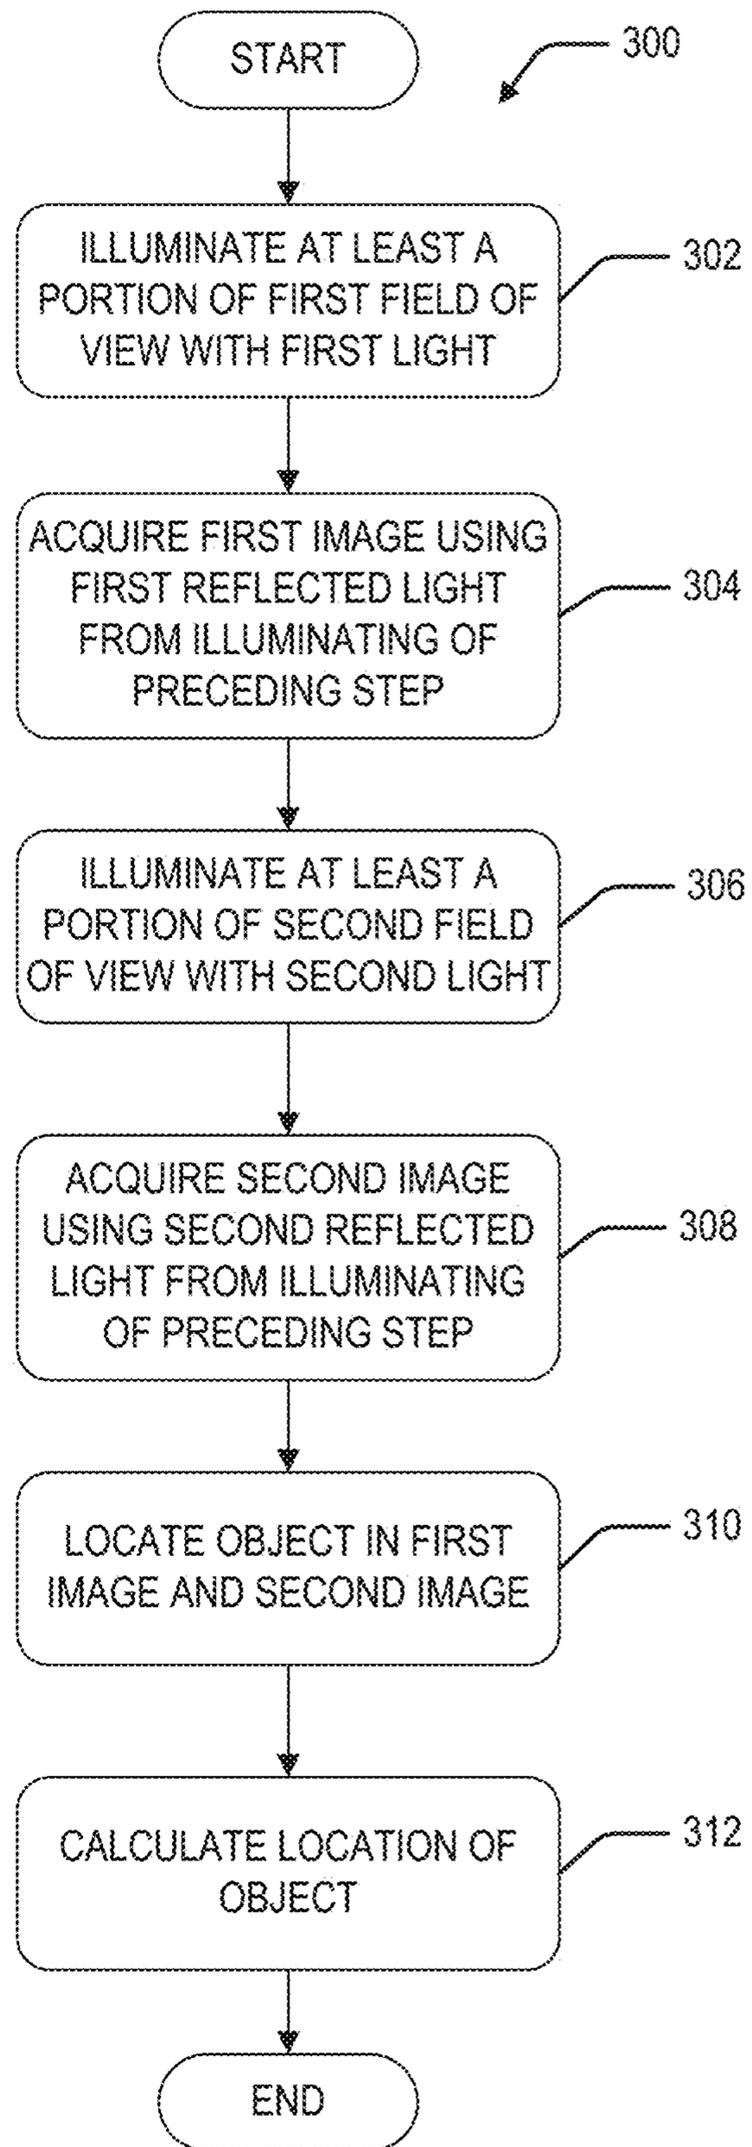 START
300
ILLUMINATE AT LEAST A
PORTION OF FIRST FIELD OF
VIEW WITH FIRST LIGHT
302
ACQUIRE FIRST IMAGE USING
FIRST REFLECTED LIGHT
FROM ILLUMINATING OF
PRECEDING STEP
304
ILLUMINATE AT LEAST A
PORTION OF SECOND FIELD
OF VIEW WITH SECOND LIGHT
306
ACQUIRE SECOND IMAGE
USING SECOND REFLECTED
LIGHT FROM ILLUMINATING
OF PRECEDING STEP
308
LOCATE OBJECT IN FIRST
IMAGE AND SECOND IMAGE
310
CALCULATE LOCATION OF
OBJECT
312
END